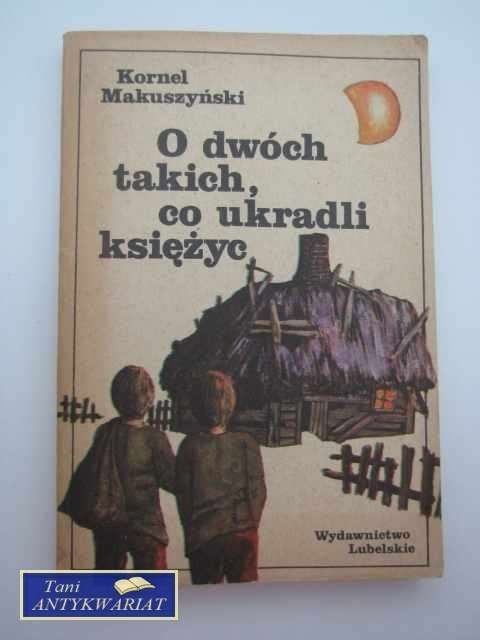 Kornel
Makuszyński
O dwóch
takich,
co ukradli
księżyc
Wydawnictwo
Lubelskie
Tani
ANTYKWARIAT